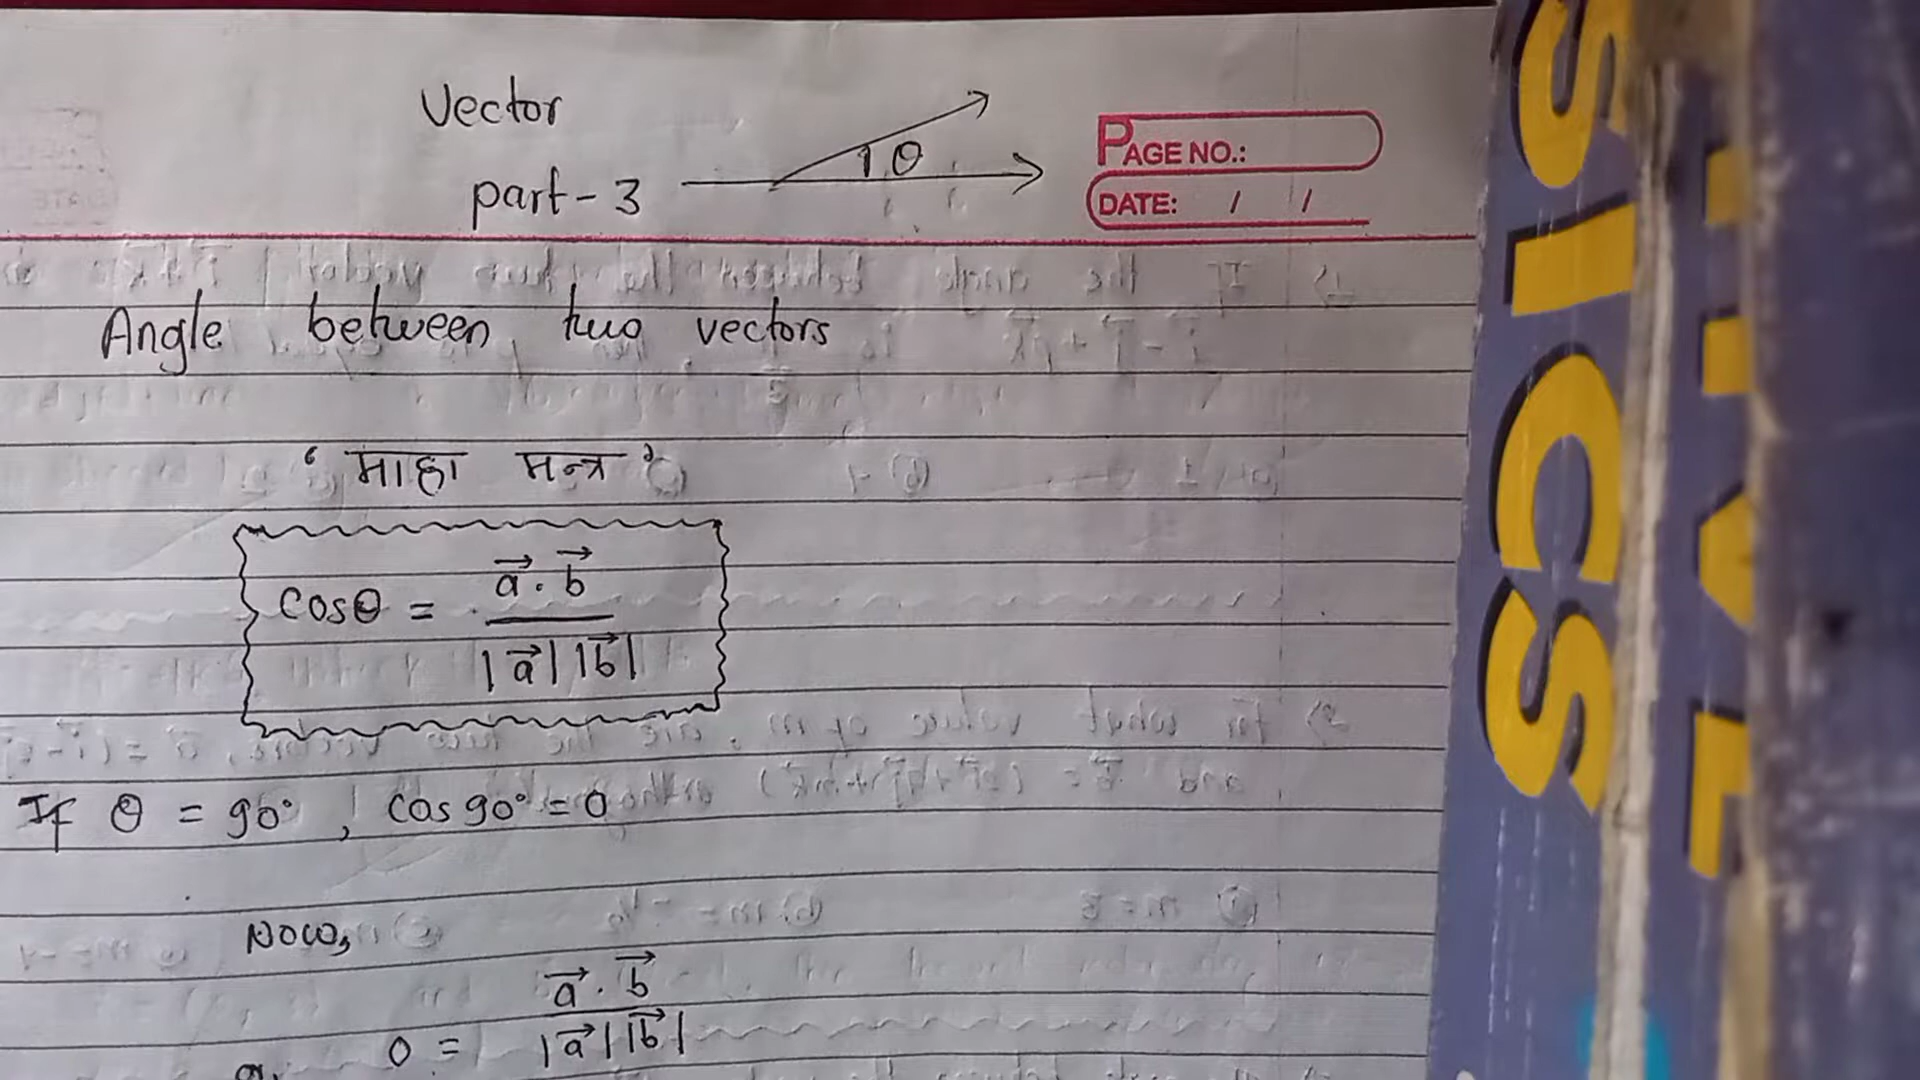 Vector
part-3
θ
PAGE NO.:
DATE: / /
Angle between two vectors
‘माहा मन्त्र’
cosθ = a⃗ . b⃗ / |a⃗| |b⃗|
If θ = 90°, cos 90° = 0
Now,
0 = a⃗ . b⃗ / |a⃗| |b⃗|
SICS